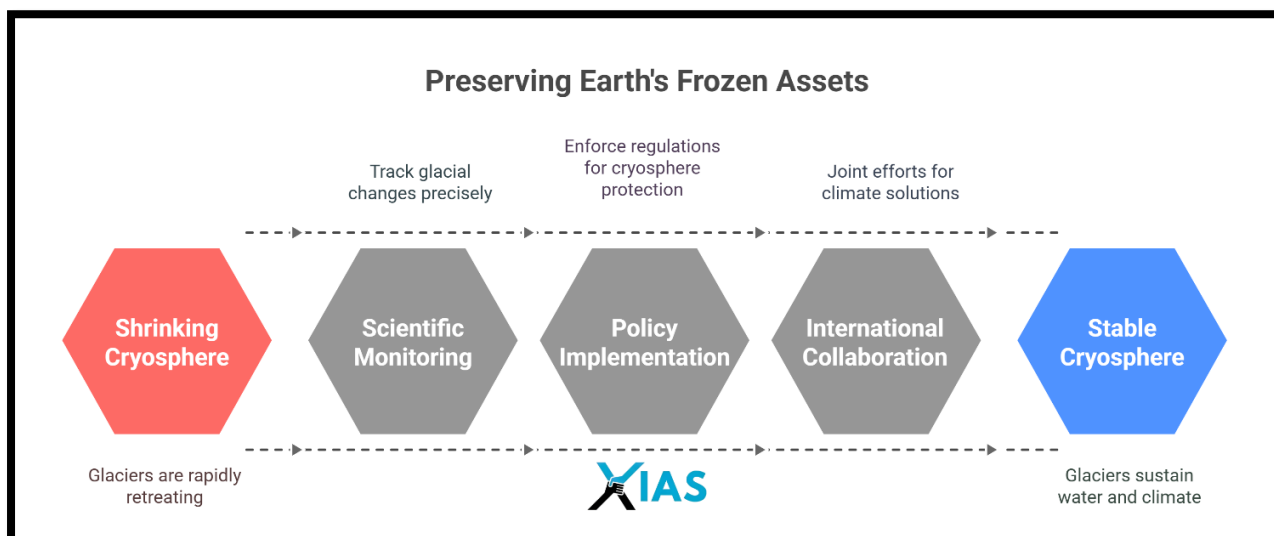 Preserving Earth's Frozen Assets
Track glacial
changes precisely
Enforce regulations
for cryosphere
protection
Joint efforts for
climate solutions
Shrinking
Cryosphere
Scientific
Monitoring
Policy
Implementation
International
Collaboration
Stable
Cryosphere
Glaciers are rapidly
retreating
XIAS
Glaciers sustain
water and climate